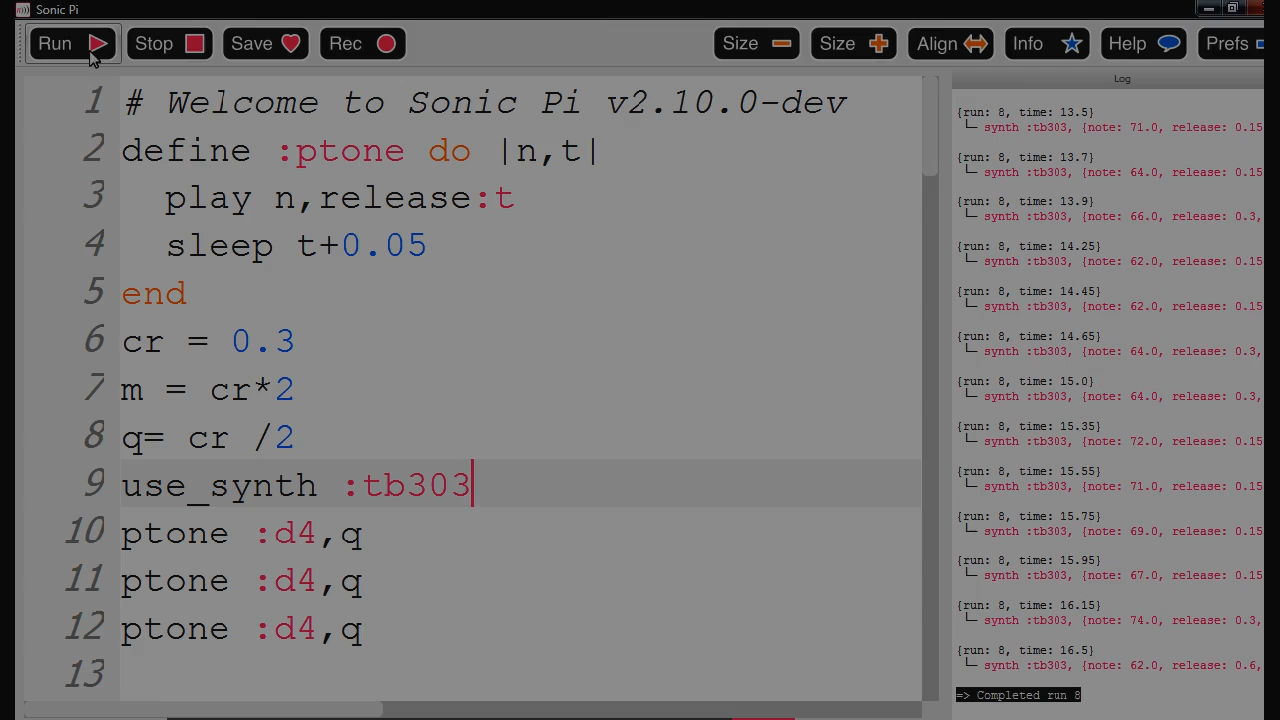 Sonic Pi
Run Stop Save Rec Size Size Align Info Help Prefs
Log
1 # Welcome to Sonic Pi v2.10.0-dev
2 define :ptone do |n,t|
3 play n,release:t
4 sleep t+0.05
5 end
6 cr = 0.3
7 m = cr*2
8 q= cr /2
9 use_synth :tb303
10 ptone :d4,q
11 ptone :d4,q
12 ptone :d4,q
13
{run: 8, time: 13.5}
└─ synth :tb303, {note: 71.0, release: 0.15
{run: 8, time: 13.7}
└─ synth :tb303, {note: 64.0, release: 0.15
{run: 8, time: 13.9}
└─ synth :tb303, {note: 66.0, release: 0.3,
{run: 8, time: 14.25}
└─ synth :tb303, {note: 62.0, release: 0.15
{run: 8, time: 14.45}
└─ synth :tb303, {note: 62.0, release: 0.15
{run: 8, time: 14.65}
└─ synth :tb303, {note: 64.0, release: 0.3,
{run: 8, time: 15.0}
└─ synth :tb303, {note: 64.0, release: 0.3,
{run: 8, time: 15.35}
└─ synth :tb303, {note: 72.0, release: 0.15
{run: 8, time: 15.55}
└─ synth :tb303, {note: 71.0, release: 0.15
{run: 8, time: 15.75}
└─ synth :tb303, {note: 69.0, release: 0.15
{run: 8, time: 15.95}
└─ synth :tb303, {note: 67.0, release: 0.15
{run: 8, time: 16.15}
└─ synth :tb303, {note: 74.0, release: 0.3,
{run: 8, time: 16.5}
└─ synth :tb303, {note: 62.0, release: 0.6,
=> Completed run 8